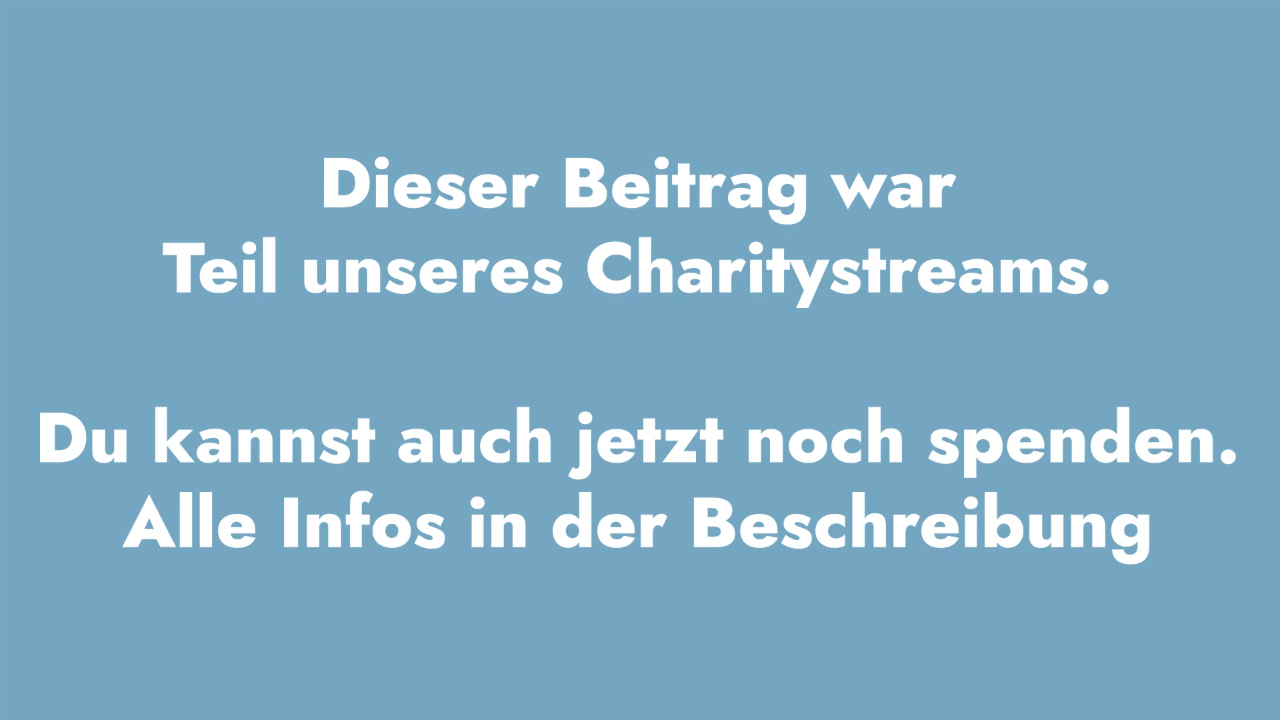 Dieser Beitrag war
Teil unseres Charitystreams.
Du kannst auch jetzt noch spenden.
Alle Infos in der Beschreibung